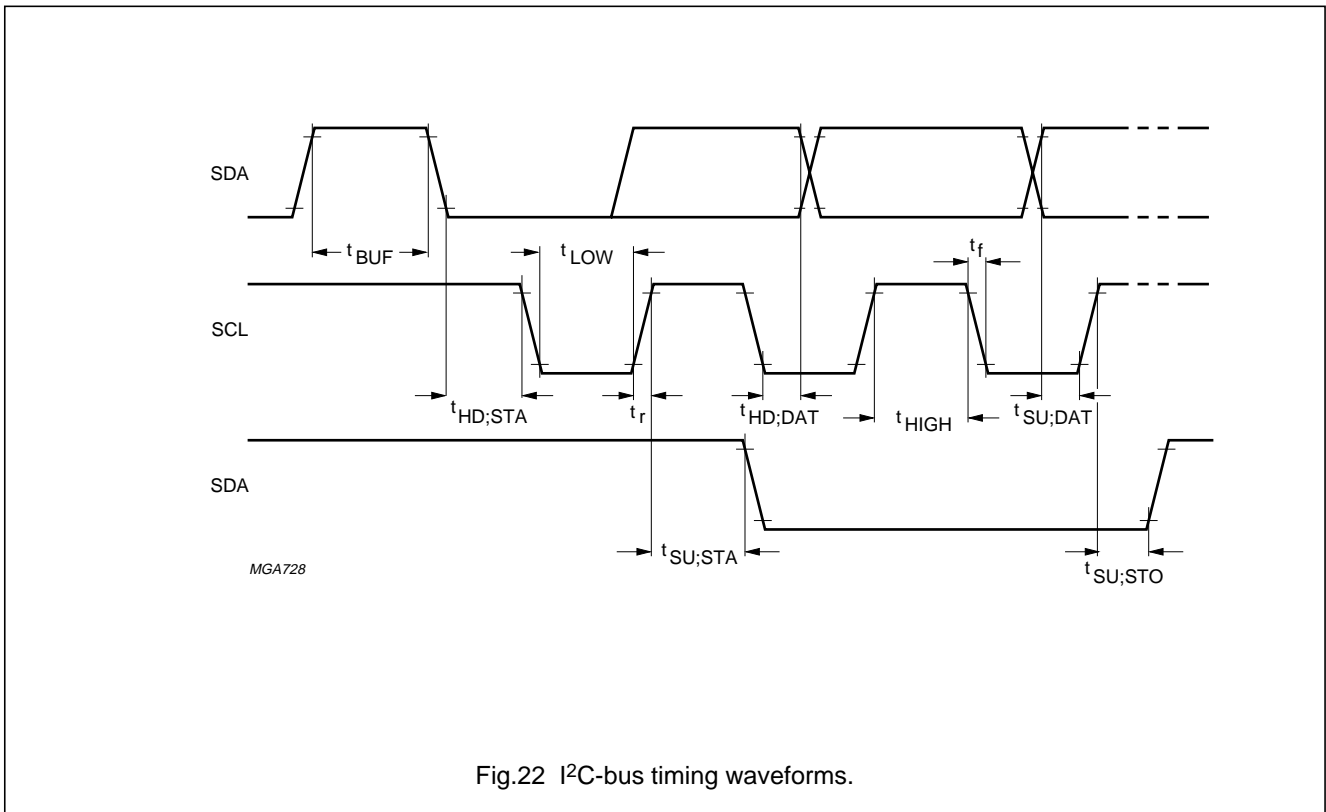 SDA
t BUF
t LOW
t f
SCL
t HD;STA
t r
t HD;DAT
t HIGH
t SU;DAT
SDA
t SU;STA
t SU;STO
MGA728
Fig.22 I²C-bus timing waveforms.